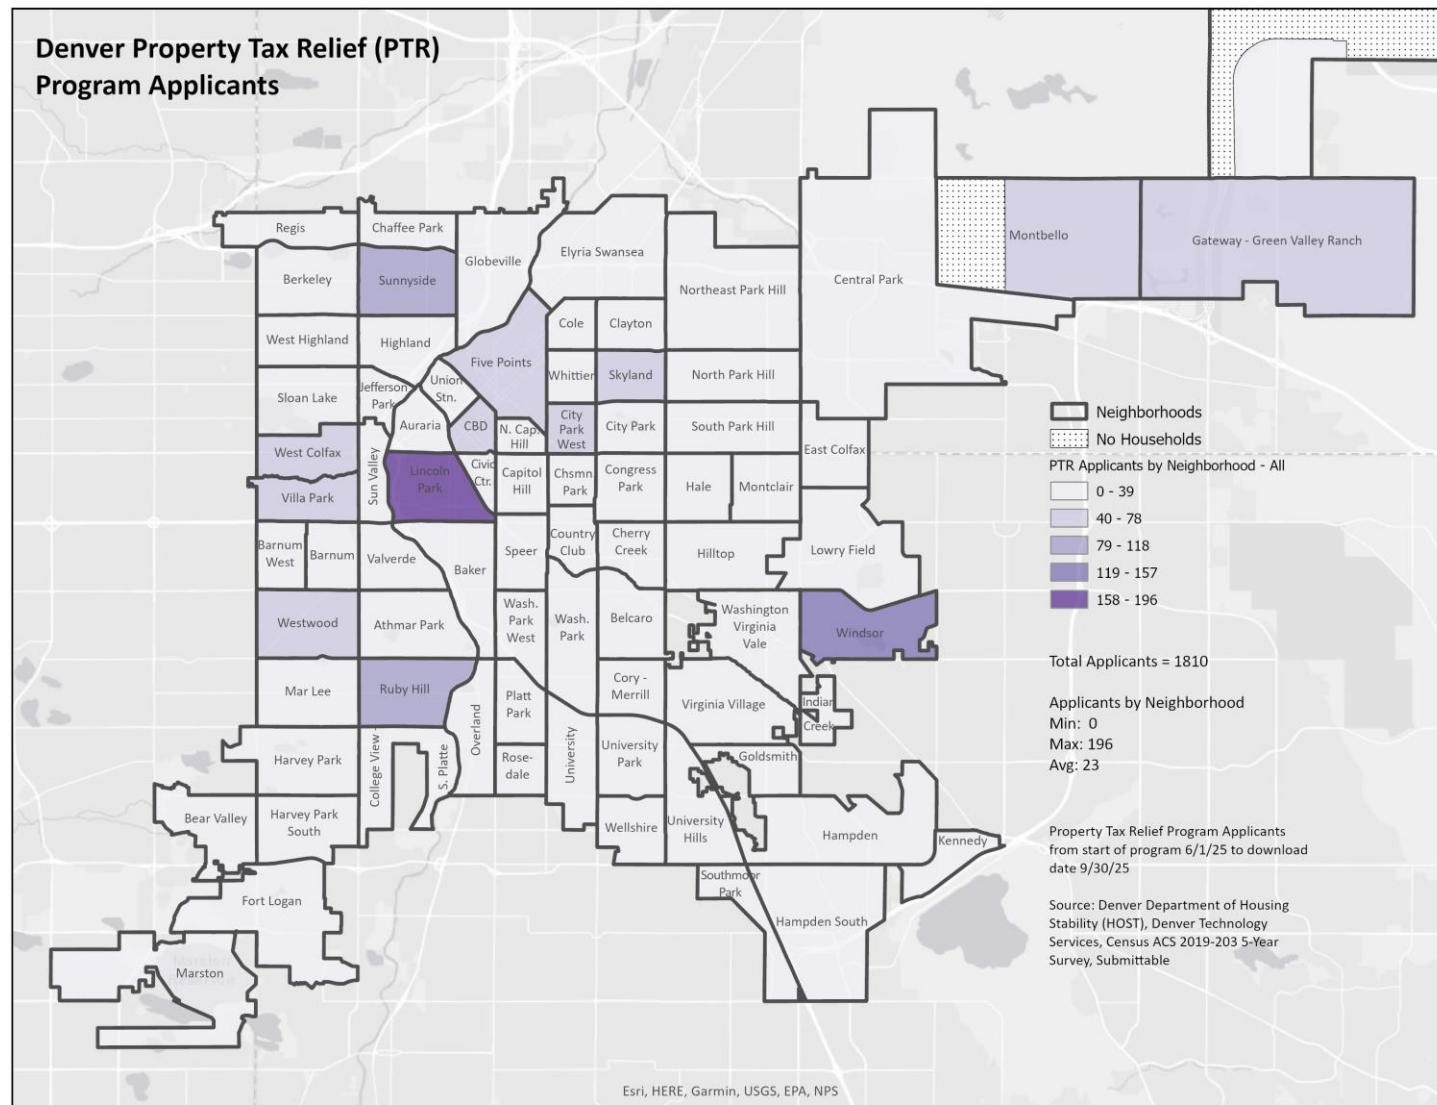 Denver Property Tax Relief (PTR)
Program Applicants
Regis
Chaffee Park
Globeville
Elyria Swansea
Berkeley
Sunnyside
Northeast Park Hill
Central Park
Montbello
Gateway - Green Valley Ranch
West Highland
Highland
Cole
Clayton
Five Points
Whittier
Skyland
North Park Hill
Sloan Lake
Jefferson
Park
Union
Stn.
Auraria
CBD
N. Cap.
Hill
City
Park
West
City Park
South Park Hill
East Colfax
West Colfax
Sun Valley
Lincoln
Park
Civic
Ctr.
Capitol
Hill
Chsmn
Park
Congress
Park
Hale
Montclair
Villa Park
Barnum
West
Barnum
Valverde
Baker
Speer
Country
Club
Cherry
Creek
Hilltop
Lowry Field
Westwood
Athmar Park
Wash.
Park
West
Wash.
Park
Belcaro
Washington
Virginia
Vale
Windsor
Mar Lee
Ruby Hill
Overland
Platt
Park
Cory -
Merrill
Virginia Village
Indian
Creek
Harvey Park
College View
S. Platte
Rose-
dale
University
University
Park
Goldsmith
Bear Valley
Harvey Park
South
Wellshire
University
Hills
Hampden
Kennedy
Fort Logan
Southmoor
Park
Hampden South
Marston
Marston
Neighborhoods
No Households
PTR Applicants by Neighborhood - All
0 - 39
40 - 78
79 - 118
119 - 157
158 - 196
Total Applicants = 1810
Applicants by Neighborhood
Min: 0
Max: 196
Avg: 23
Property Tax Relief Program Applicants
from start of program 6/1/25 to download
date 9/30/25
Source: Denver Department of Housing
Stability (HOST), Denver Technology
Services, Census ACS 2019-203 5-Year
Survey, Submittable
Esri, HERE, Garmin, USGS, EPA, NPS